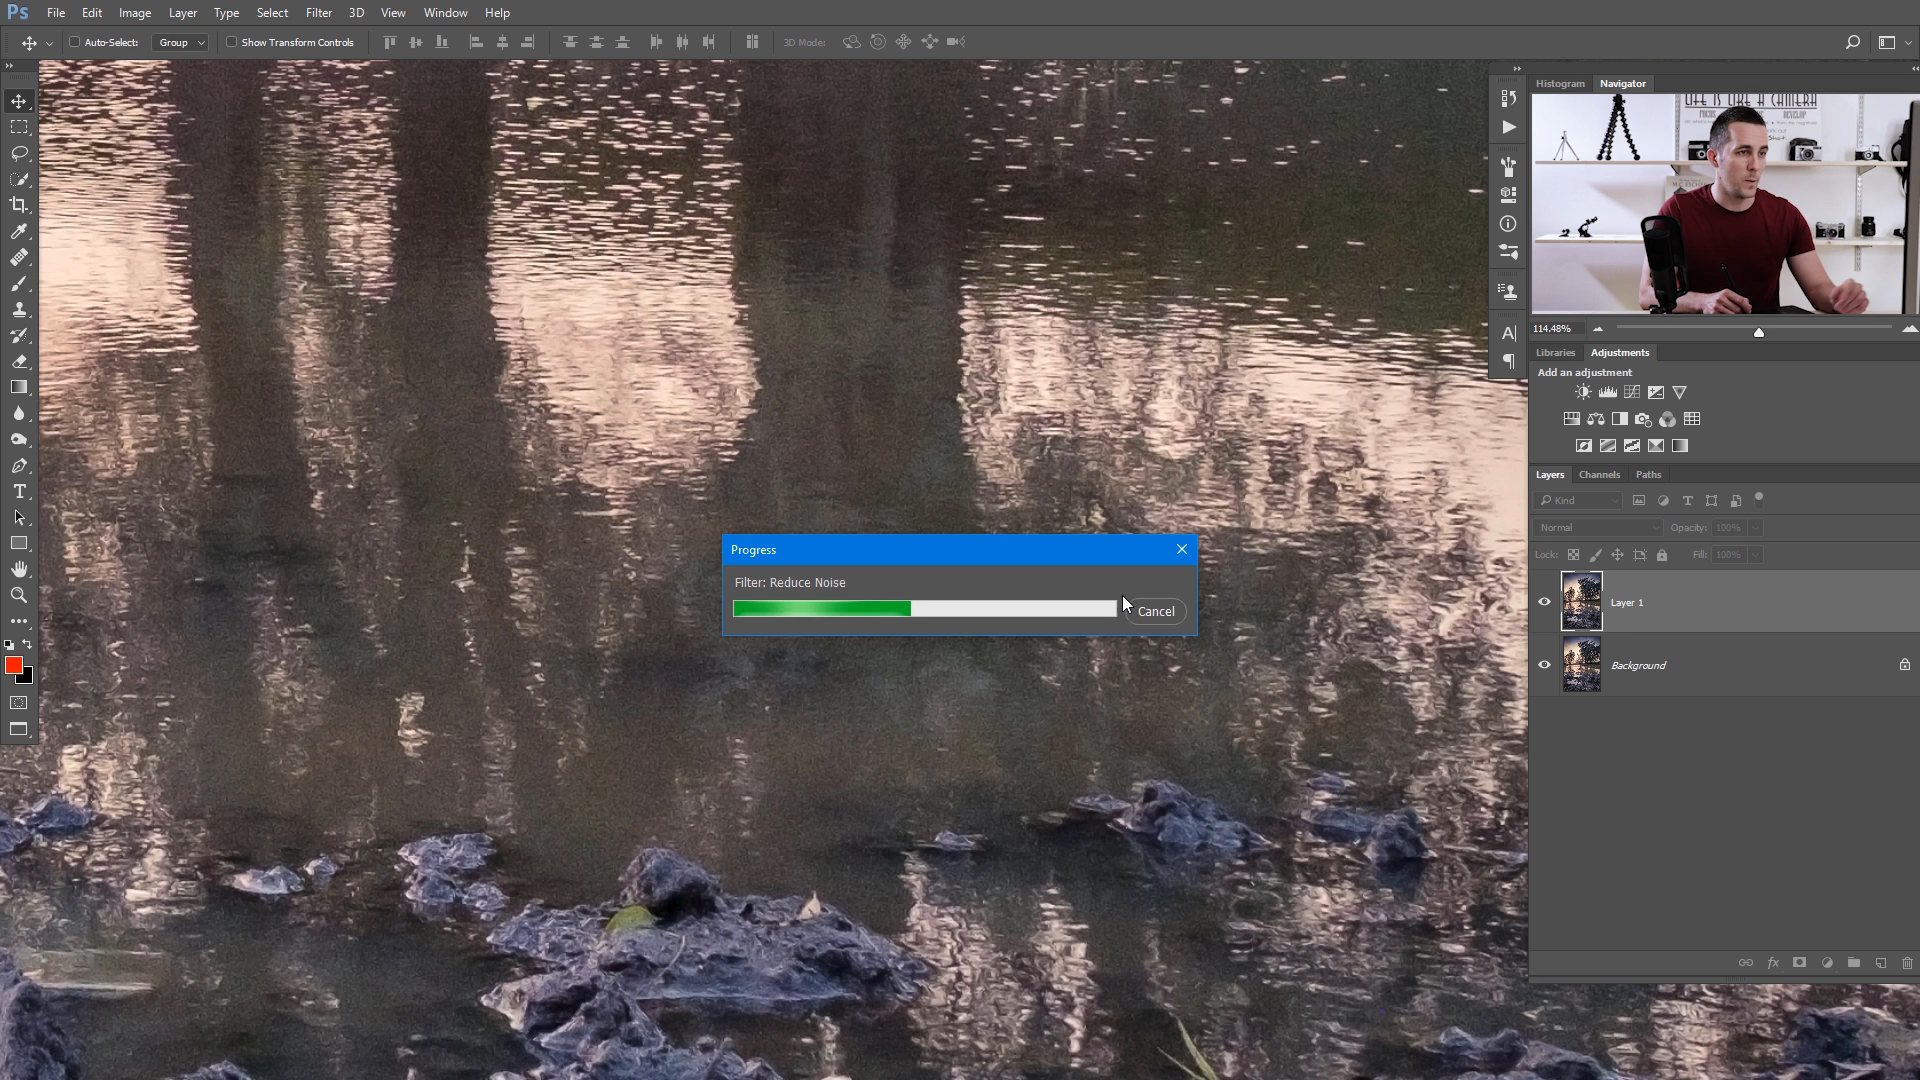 Ps File Edit Image Layer Type Select Filter 3D View Window Help
Auto-Select: Group Show Transform Controls 3D Mode:
Histogram Navigator
LIFE IS LIKE A CAMERA
114.48%
Libraries Adjustments
Add an adjustment
Layers Channels Paths
Kind
Normal Opacity: 100%
Lock: Fill: 100%
Layer 1
Background
Progress
Filter: Reduce Noise
Cancel